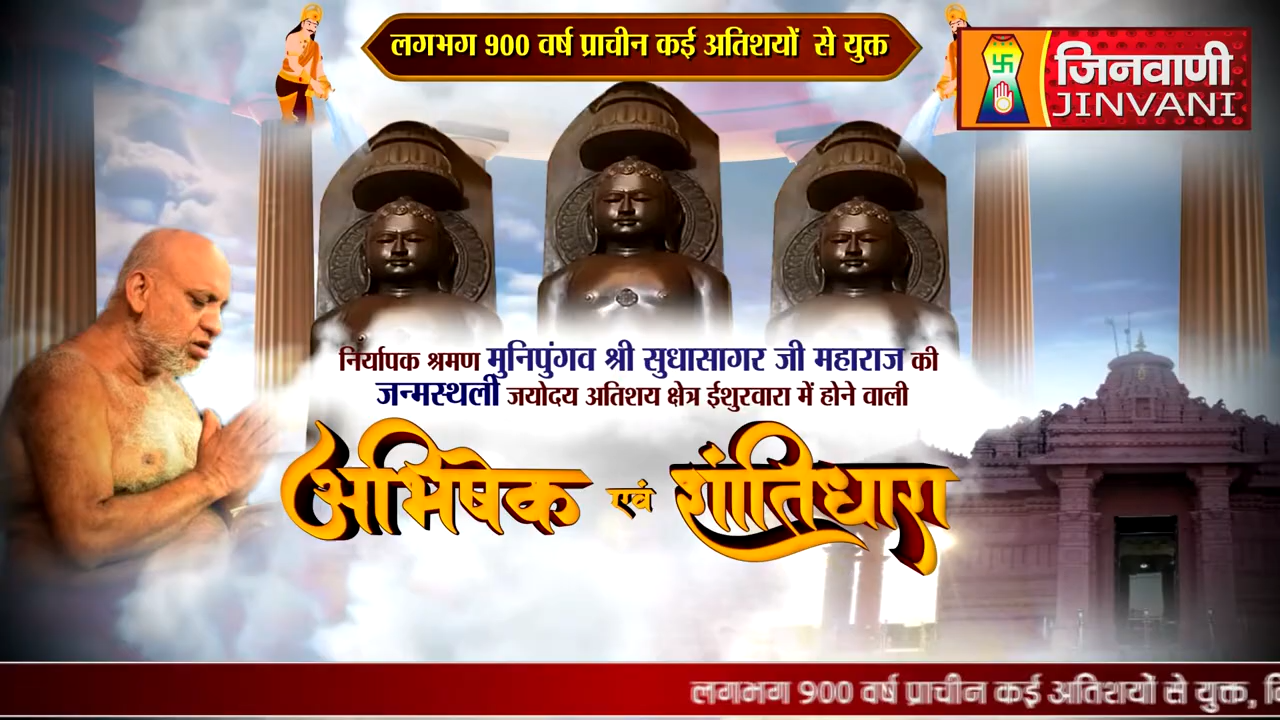 लगभग 900 वर्ष प्राचीन कई अतिशयों से युक्त
जिनवाणी
JINVANI
निर्यापक श्रमण मुनिपुंगव श्री सुधासागर जी महाराज की
जन्मस्थली जयोदय अतिशय क्षेत्र ईशुरवारा में होने वाली
अभिषेक एवं शांतिधारा
लगभग 900 वर्ष प्राचीन कई अतिशयों से युक्त,